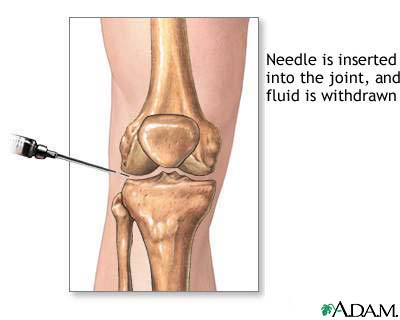 Needle is inserted
into the joint, and
fluid is withdrawn
A.D.A.M.